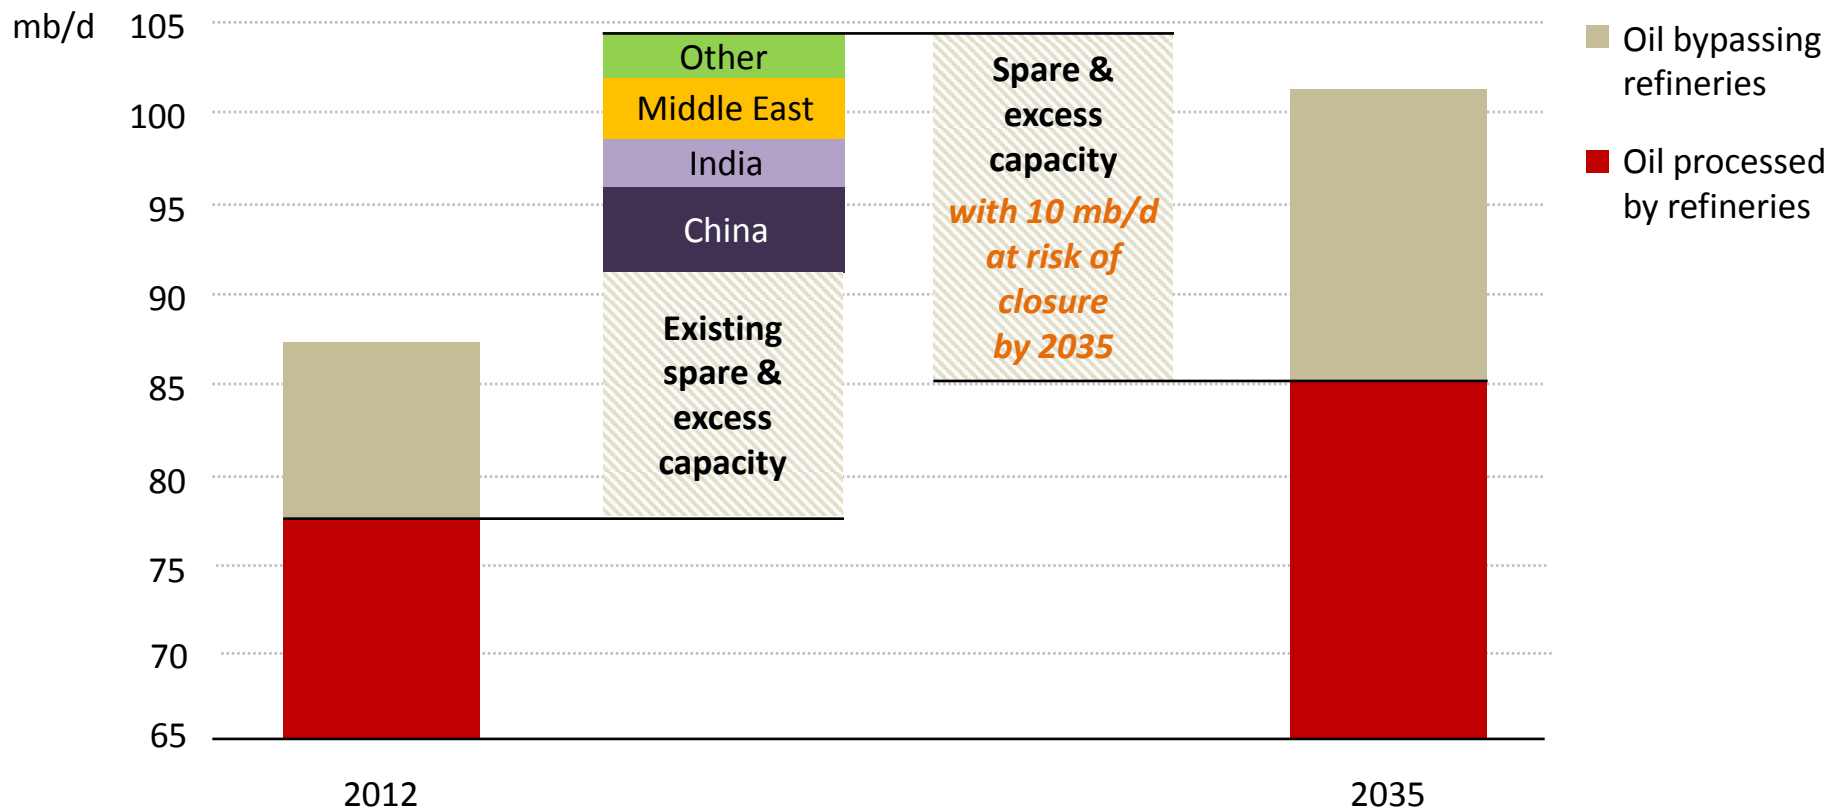 mb/d
105
100
95
90
85
80
75
70
65
Other
Middle East
India
China
Existing
spare &
excess
capacity
Spare &
excess
capacity
with 10 mb/d
at risk of
closure
by 2035
Oil bypassing
refineries
Oil processed
by refineries
2012
2035